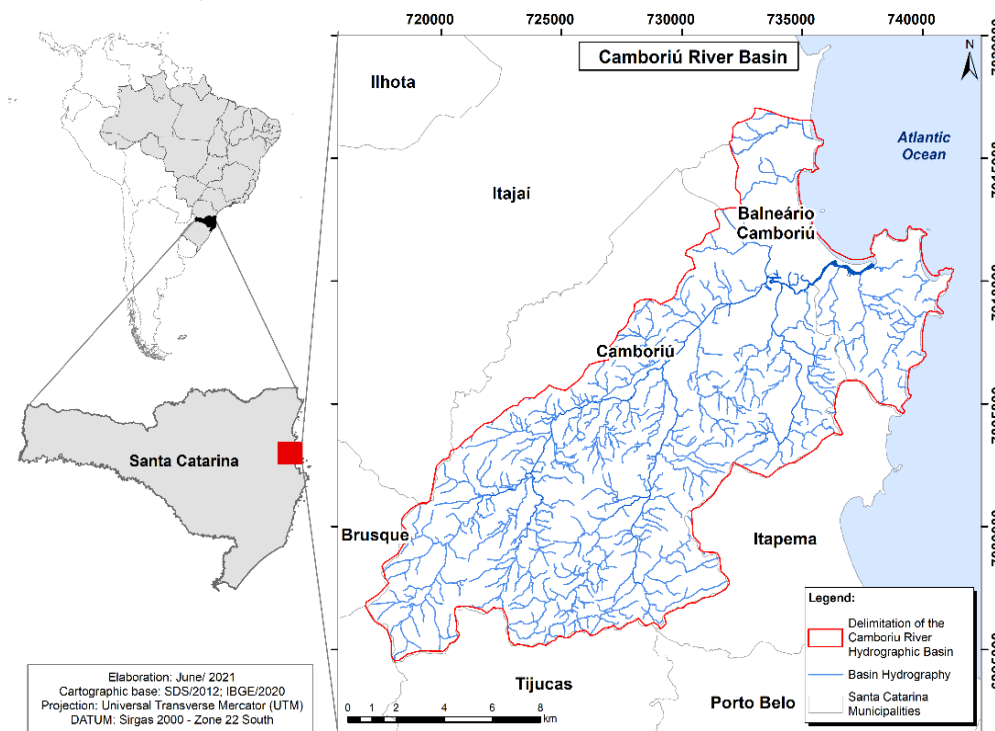 720000 725000 730000 735000 740000
Camboriú River Basin
N
Ilhota
Atlantic
Ocean
7015000
Itajaí
Balneário
Camboriú
7010000
Camboriú
Santa Catarina
Brusque
Itapema
Legend:
Delimitation of the
Camboriu River
Hydrographic Basin
Basin Hydrography
Santa Catarina
Municipalities
Tijucas
Porto Belo
0 2 4 6 8
km
Elaboration: June/ 2021
Cartographic base: SDS/2012; IBGE/2020
Projection: Universal Transverse Mercator (UTM)
DATUM: Sirgas 2000 - Zone 22 South